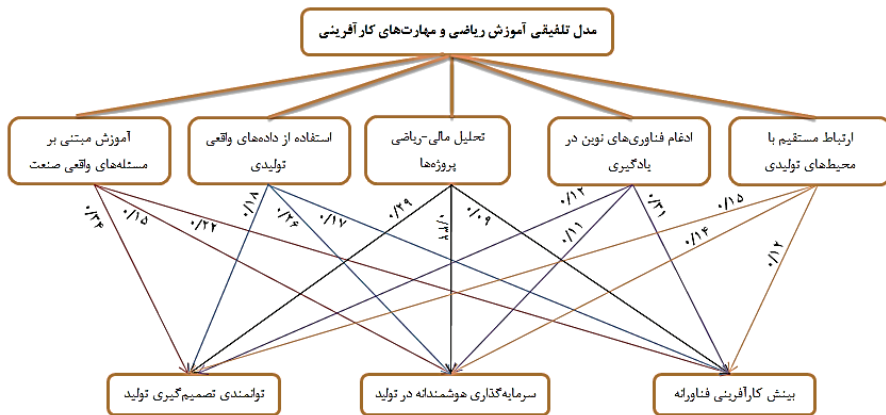 مدل تلفیقی آموزش ریاضی و مهارت‌های کارآفرینی
ارتباط مستقیم با
محیط‌های تولیدی
ادغام فناوری‌های نوین در
یادگیری
تحلیل مالی-ریاضی
پروژه‌ها
استفاده از داده‌های واقعی
تولیدی
آموزش مبتنی بر
مسئله‌های واقعی صنعت
۰/۱۵
۰/۱۴
۰/۱۲
۰/۱۲
۰/۱۱
۰/۳۱
۰/۲۹
۰/۰۹
۰/۱۸
۰/۲۶
۰/۱۷
۰/۲۴
۰/۱۵
۰/۲۲
بینش کارآفرینی فناورانه
سرمایه‌گذاری هوشمندانه در تولید
توانمندی تصمیم‌گیری تولید